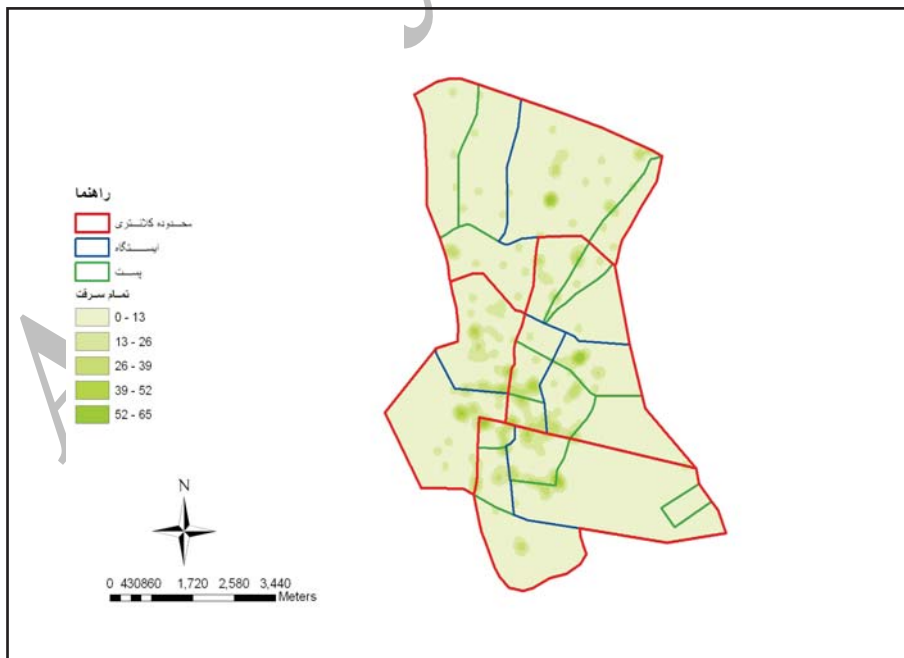 راهنما
محدوده کلانتری
ایستگاه
پست
تمام سرقت
0 - 13
13 - 26
26 - 39
39 - 52
52 - 65
N
0 430860 1,720 2,580 3,440
Meters